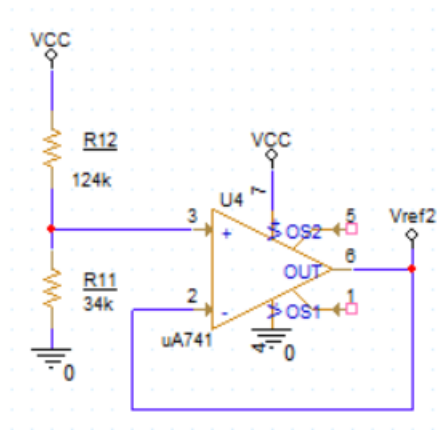 VCC
R12
124k
VCC
7
U4
3
+
OS2
5
Vref2
OUT
6
R11
34k
2
-
OS1
1
uA741
4
0
0